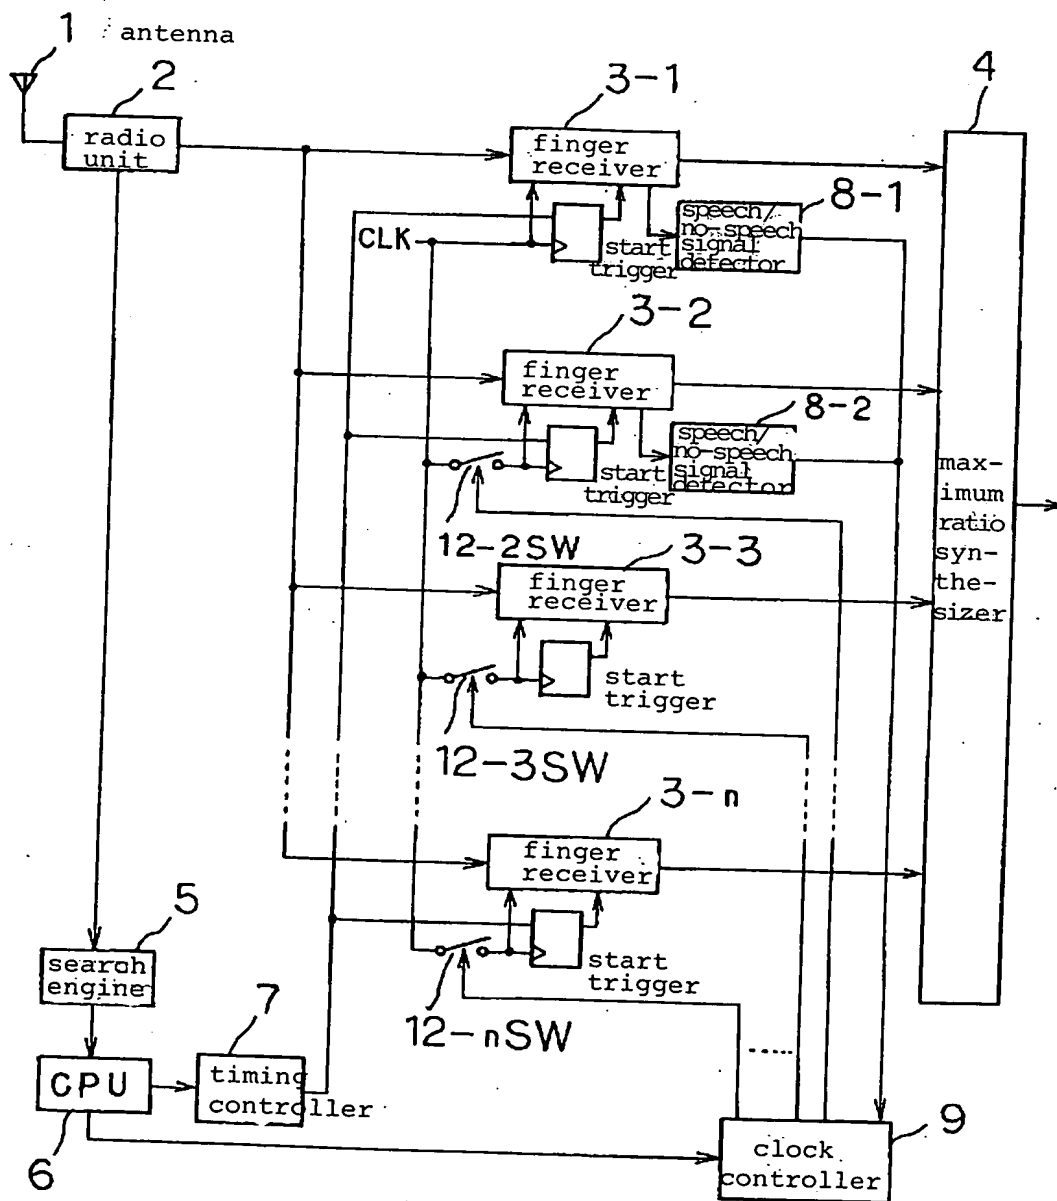 1
antenna
2
radio
unit
3-1
finger
receiver
4
8-1
speech/
no-speech
signal
detector
CLK
start
trigger
3-2
finger
receiver
8-2
speech/
no-speech
signal
detector
start
trigger
12-2SW
maximum
ratio
syn-
the-
sizer
3-3
finger
receiver
start
trigger
12-3SW
3-n
finger
receiver
start
trigger
12-nSW
5
search
engine
7
timing
controller
CPU
6
9
clock
controller